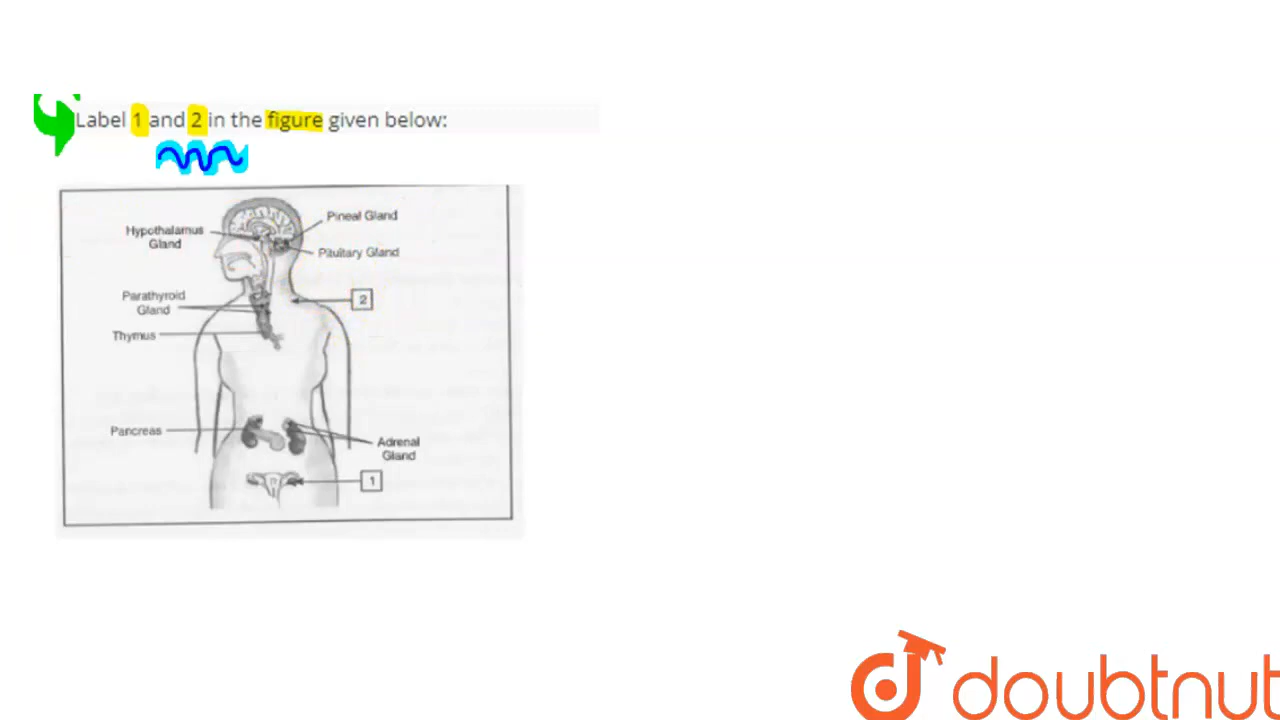 Label 1 and 2 in the figure given below:
Pineal Gland
Hypothalamus
Gland
Pituitary Gland
Parathyroid
Gland
2
Thymus
Pancreas
Adrenal
Gland
1
doubtnut